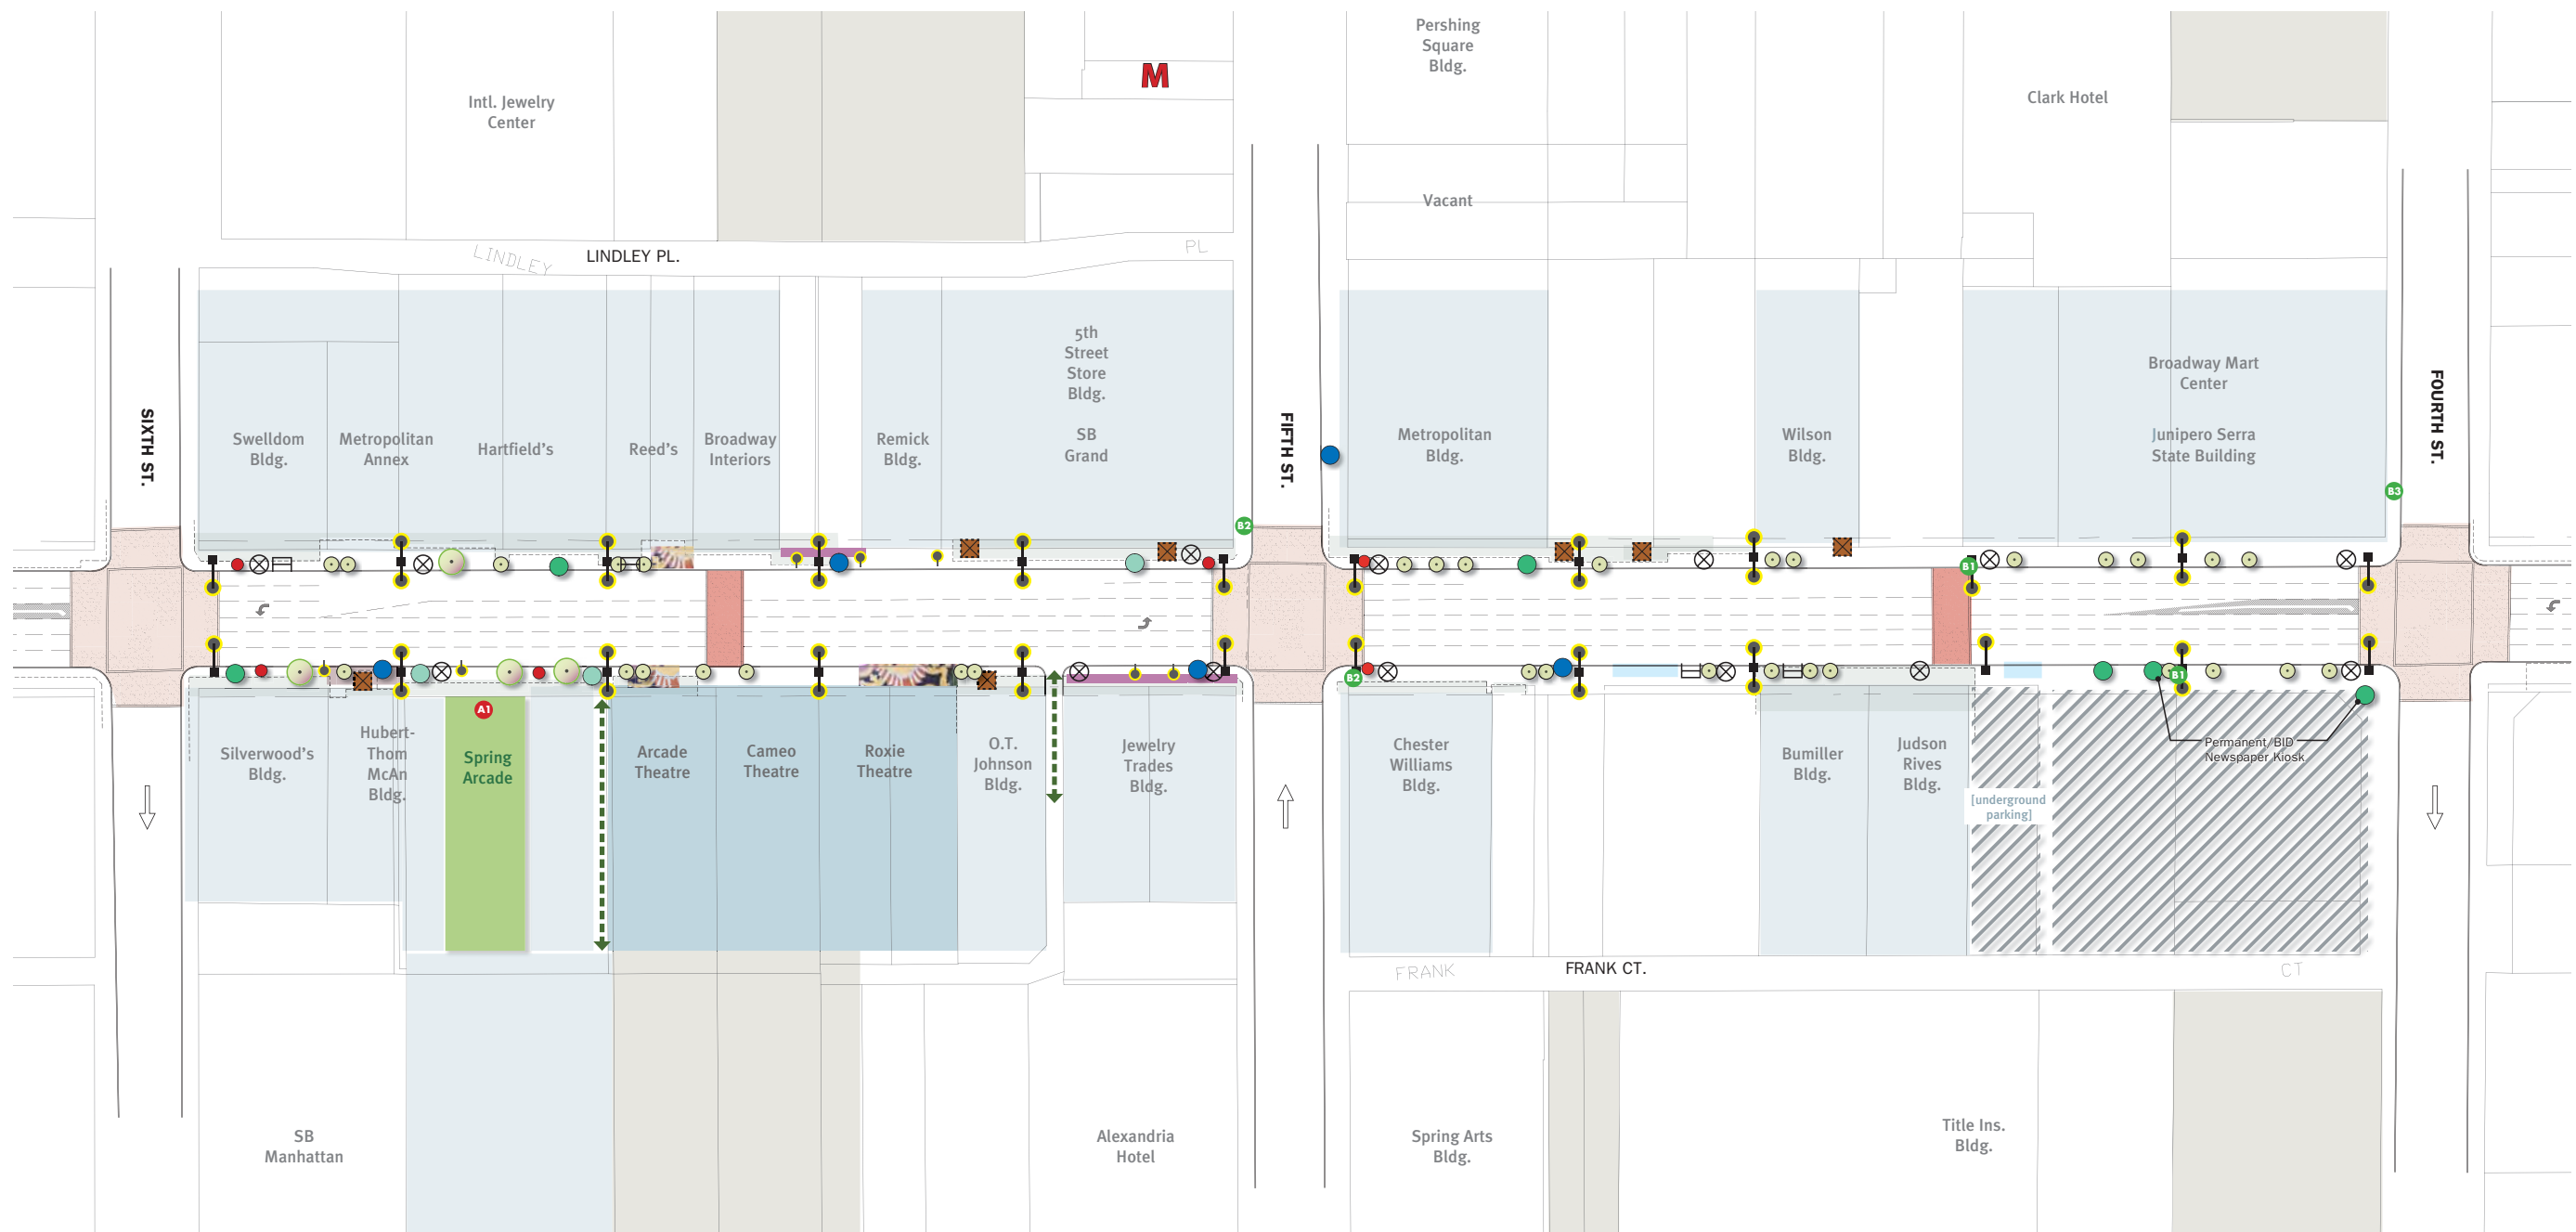 Pershing
Square
Bldg.
M
Intl. Jewelry
Center
Clark Hotel
Vacant
LINDLEY
LINDLEY PL.
PL
5th
Street
Store
Bldg.
SB
Grand
Broadway Mart
Center
Junipero Serra
State Building
SIXTH ST.
FIFTH ST.
FOURTH ST.
Swelldom
Bldg.
Metropolitan
Annex
Hartfield's
Reed's
Broadway
Interiors
Remick
Bldg.
Metropolitan
Bldg.
Wilson
Bldg.
B3
B2
B1
B2
B1
A1
Silverwood's
Bldg.
Hubert-
Thom
McAn
Bldg.
Spring
Arcade
Arcade
Theatre
Cameo
Theatre
Roxie
Theatre
O.T.
Johnson
Bldg.
Jewelry
Trades
Bldg.
Chester
Williams
Bldg.
Bumiller
Bldg.
Judson
Rives
Bldg.
Permanent/BID
Newspaper Kiosk
[underground
parking]
FRANK
FRANK CT.
CT
SB
Manhattan
Alexandria
Hotel
Spring Arts
Bldg.
Title Ins.
Bldg.